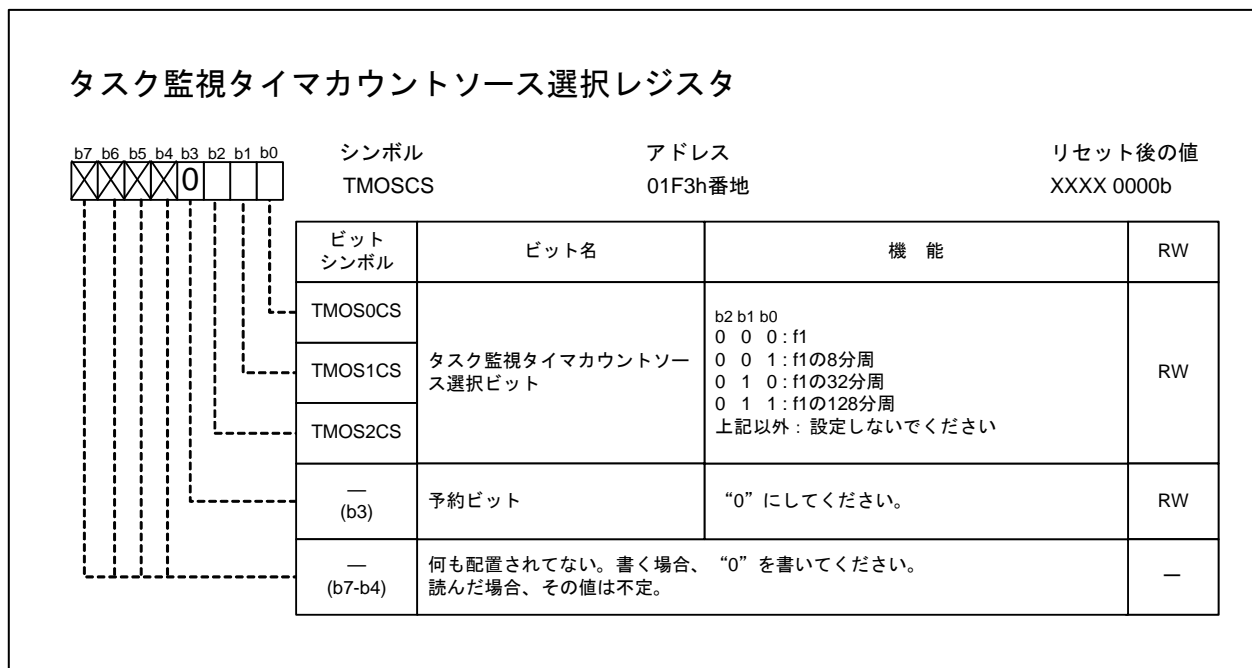 タスク監視タイマカウントソース選択レジスタ
b7 b6 b5 b4 b3 b2 b1 b0
0
シンボル アドレス リセット後の値
TMOSCS 01F3h番地 XXXX 0000b
ビット
シンボル
ビット名
機 能
RW
TMOS0CS
TMOS1CS
TMOS2CS
タスク監視タイマカウントソー
ス選択ビット
b2 b1 b0
0 0 0 : f1
0 0 1 : f1の8分周
0 1 0 : f1の32分周
0 1 1 : f1の128分周
上記以外 : 設定しないでください
RW
—
(b3)
予約ビット
“0”にしてください。
RW
—
(b7-b4)
何も配置されてない。書く場合、“0”を書いてください。
読んだ場合、その値は不定。
—